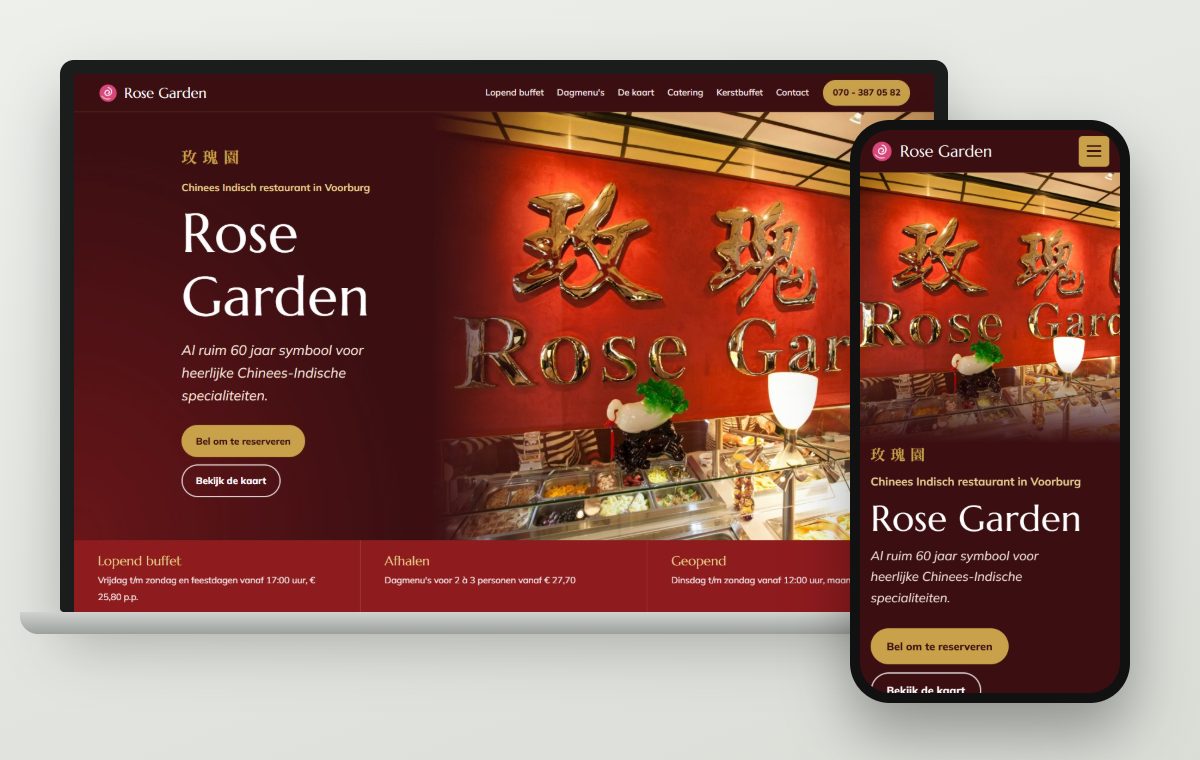 Rose Garden
Lopend buffet Dagmenu's De kaart Catering Kerstbuffet Contact 070 - 387 05 82
玫瑰園
Chinees Indisch restaurant in Voorburg
Rose
Garden
Al ruim 60 jaar symbool voor
heerlijke Chinees-Indische
specialiteiten.
Bel om te reserveren
Bekijk de kaart
玫 瑰
Rose Gar
Lopend buffet
Vrijdag t/m zondag en feestdagen vanaf 17:00 uur, €
25,80 p.p.
Afhalen
Dagmenu's voor 2 à 3 personen vanaf € 27,70
Geopend
Dinsdag t/m zondag vanaf 12:00 uur, maan
Rose Garden
玫 瑰
Rose Gard
玫瑰園
Chinees Indisch restaurant in Voorburg
Rose Garden
Al ruim 60 jaar symbool voor
heerlijke Chinees-Indische
specialiteiten.
Bel om te reserveren
Bekijk de kaart